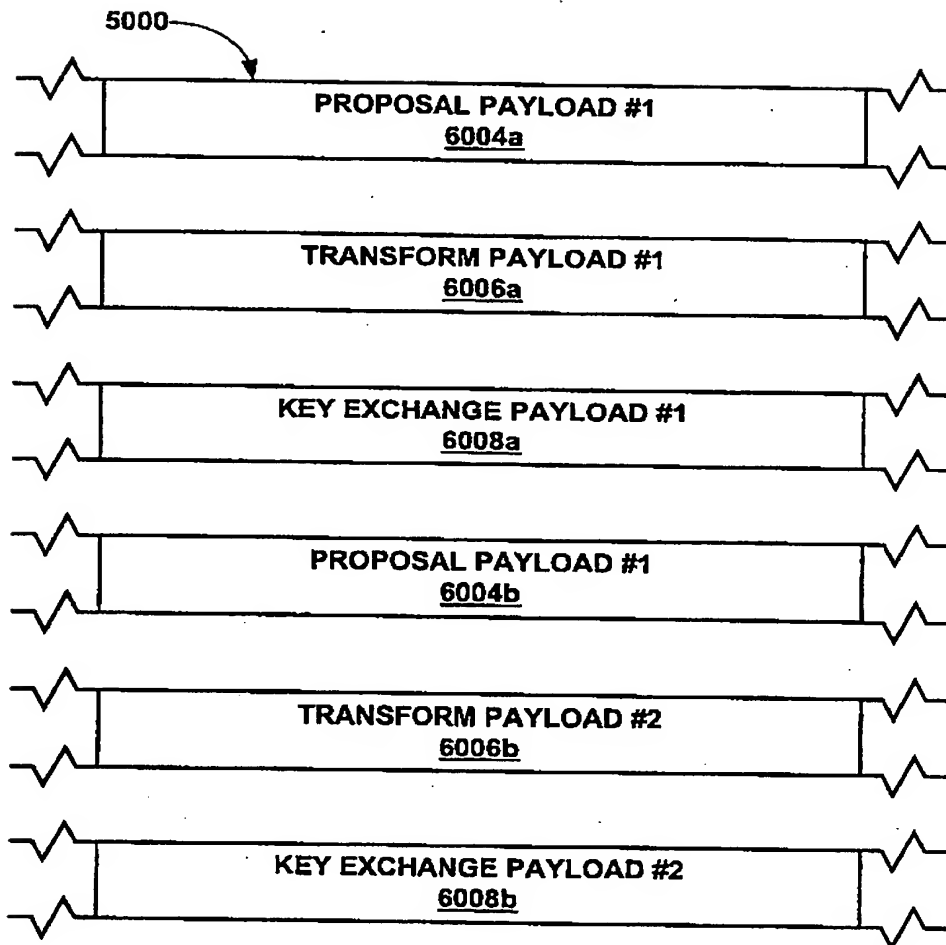 5000
PROPOSAL PAYLOAD #1
6004a
TRANSFORM PAYLOAD #1
6006a
KEY EXCHANGE PAYLOAD #1
6008a
PROPOSAL PAYLOAD #1
6004b
TRANSFORM PAYLOAD #2
6006b
KEY EXCHANGE PAYLOAD #2
6008b